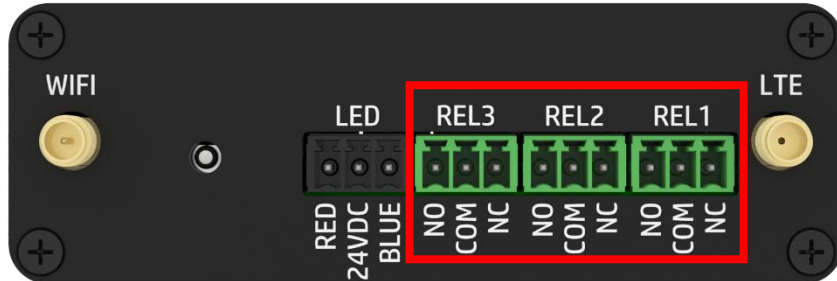 WIFI
LTE
LED REL3 REL2 REL1
RED 24VDC BLUE NO COM NC NO COM NC NO COM NC